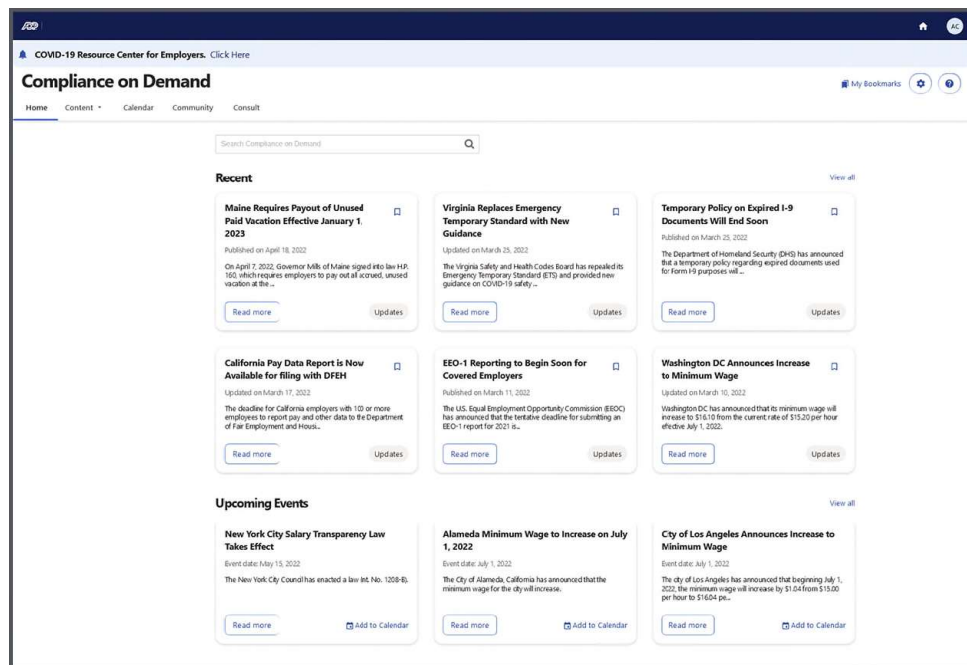 ADP
AC
COVID-19 Resource Center for Employers. Click Here
Compliance on Demand
My Bookmarks
Home Content Calendar Community Consult
Search Compliance on Demand
Recent
View all
Maine Requires Payout of Unused
Paid Vacation Effective January 1,
2023
Published on April 18, 2022
On April 7, 2022, Governor Mills of Maine signed into law H.P.
160, which requires employers to pay out all accrued, unused
vacation at the ...
Read more
Updates
Virginia Replaces Emergency
Temporary Standard with New
Guidance
Updated on March 25, 2022
The Virginia Safety and Health Codes Board has repealed its
Emergency Temporary Standard (ETS) and provided new
guidance on COVID-19 safety ...
Read more
Updates
Temporary Policy on Expired I-9
Documents Will End Soon
Published on March 25, 2022
The Department of Homeland Security (DHS) has announced
that a temporary policy regarding expired documents used
for Form I-9 purposes will ...
Read more
Updates
California Pay Data Report is Now
Available for filing with DFEH
Updated on March 17, 2022
The deadline for California employers with 100 or more
employees to report pay and other data to the Department
of Fair Employment and Housi...
Read more
Updates
EEO-1 Reporting to Begin Soon for
Covered Employers
Published on March 11, 2022
The U.S. Equal Employment Opportunity Commission (EEOC)
has announced that the tentative deadline for submitting an
EEO-1 report for 2021 is...
Read more
Updates
Washington DC Announces Increase
to Minimum Wage
Updated on March 10, 2022
Washington DC has announced that its minimum wage will
increase to $16.10 from the current rate of $15.20 per hour
efective July 1, 2022.
Read more
Updates
Upcoming Events
View all
New York City Salary Transparency Law
Takes Effect
Event date: May 15, 2022
The New York City Council has enacted a law (Int. No. 1208-B).
Read more
Add to Calendar
Alameda Minimum Wage to Increase on July
1, 2022
Event date: July 1, 2022
The City of Alameda, California has announced that the
minimum wage for the city will increase.
Read more
Add to Calendar
City of Los Angeles Announces Increase to
Minimum Wage
Event date: July 1, 2022
The city of Los Angeles has announced that beginning July 1,
2022, the minimum wage will increase by $1.04 from $15.00
per hour to $16.04 pe...
Read more
Add to Calendar